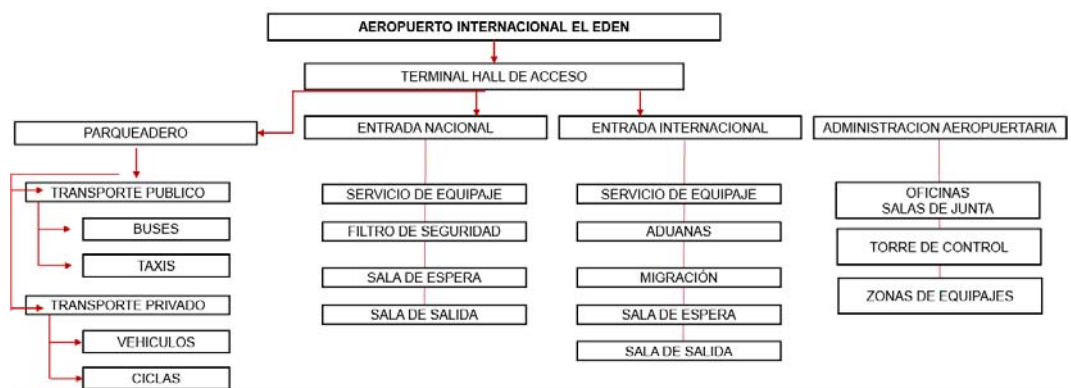 AEROPUERTO INTERNACIONAL EL EDEN
TERMINAL HALL DE ACCESO
PARQUEADERO
TRANSPORTE PUBLICO
BUSES
TAXIS
TRANSPORTE PRIVADO
VEHICULOS
CICLAS
ENTRADA NACIONAL
SERVICIO DE EQUIPAJE
FILTRO DE SEGURIDAD
SALA DE ESPERA
SALA DE SALIDA
ENTRADA INTERNACIONAL
SERVICIO DE EQUIPAJE
ADUANAS
MIGRACIÓN
SALA DE ESPERA
SALA DE SALIDA
ADMINISTRACION AEROPUERTARIA
OFICINAS
SALAS DE JUNTA
TORRE DE CONTROL
ZONAS DE EQUIPAJES